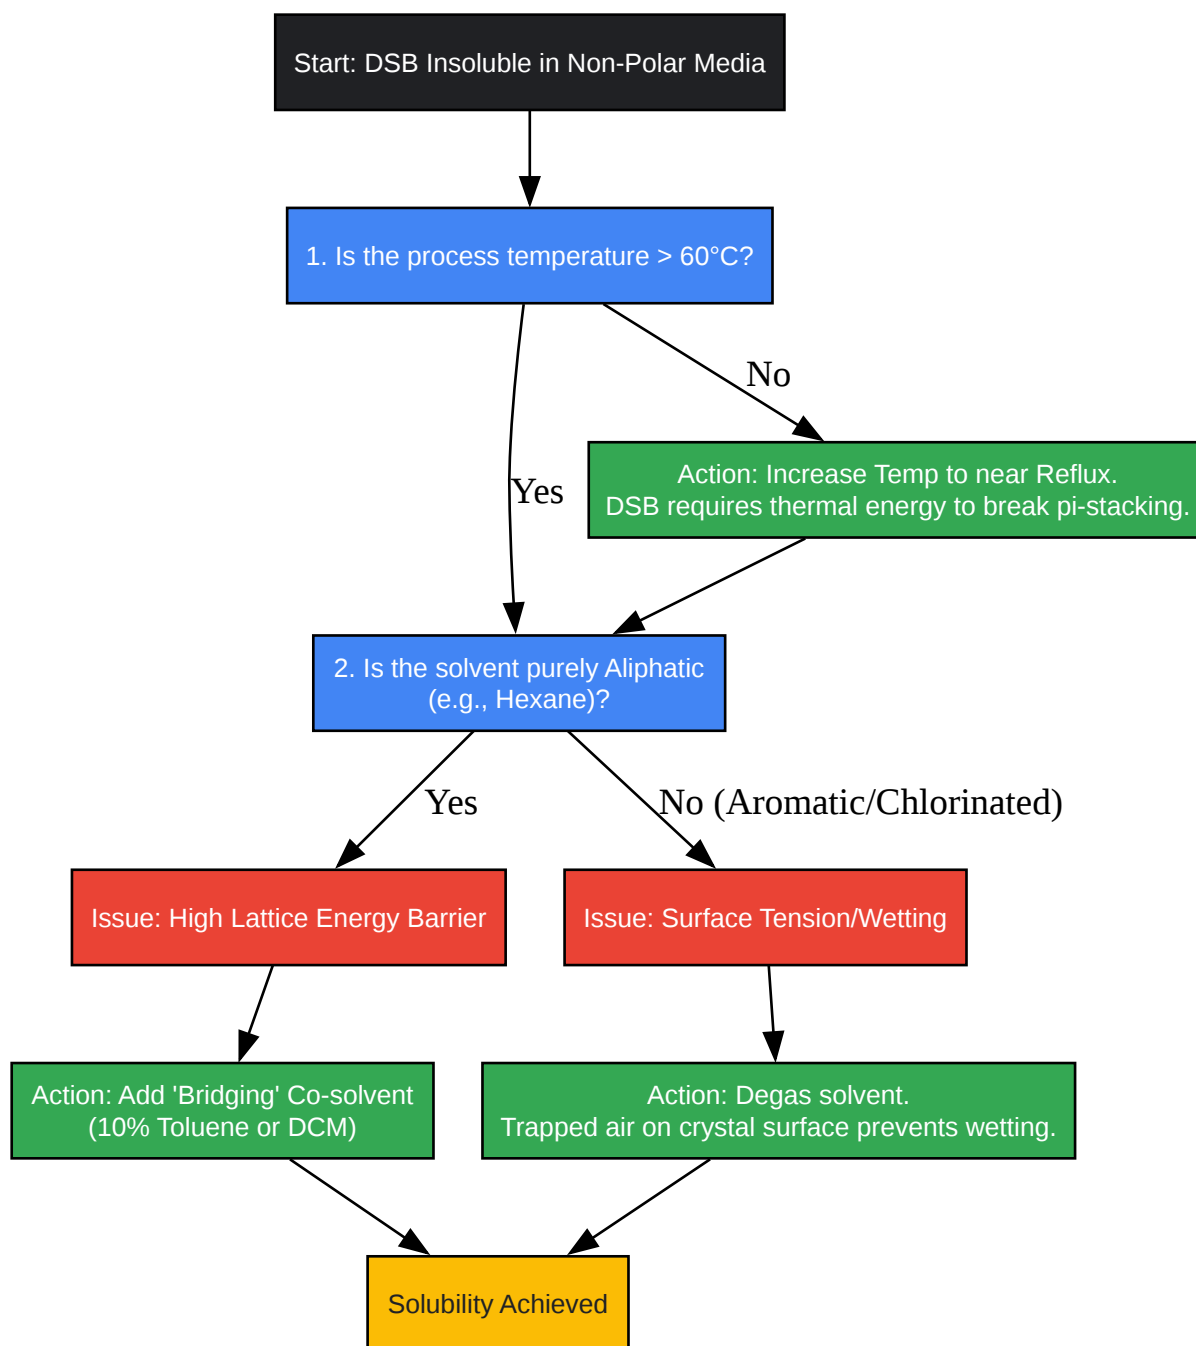 Start: DSB Insoluble in Non-Polar Media
1. Is the process temperature > 60°C?
No
Action: Increase Temp to near Reflux.
DSB requires thermal energy to break pi-stacking.
Yes
2. Is the solvent purely Aliphatic
(e.g., Hexane)?
Yes
No (Aromatic/Chlorinated)
Issue: High Lattice Energy Barrier
Issue: Surface Tension/Wetting
Action: Add 'Bridging' Co-solvent
(10% Toluene or DCM)
Action: Degas solvent.
Trapped air on crystal surface prevents wetting.
Solubility Achieved